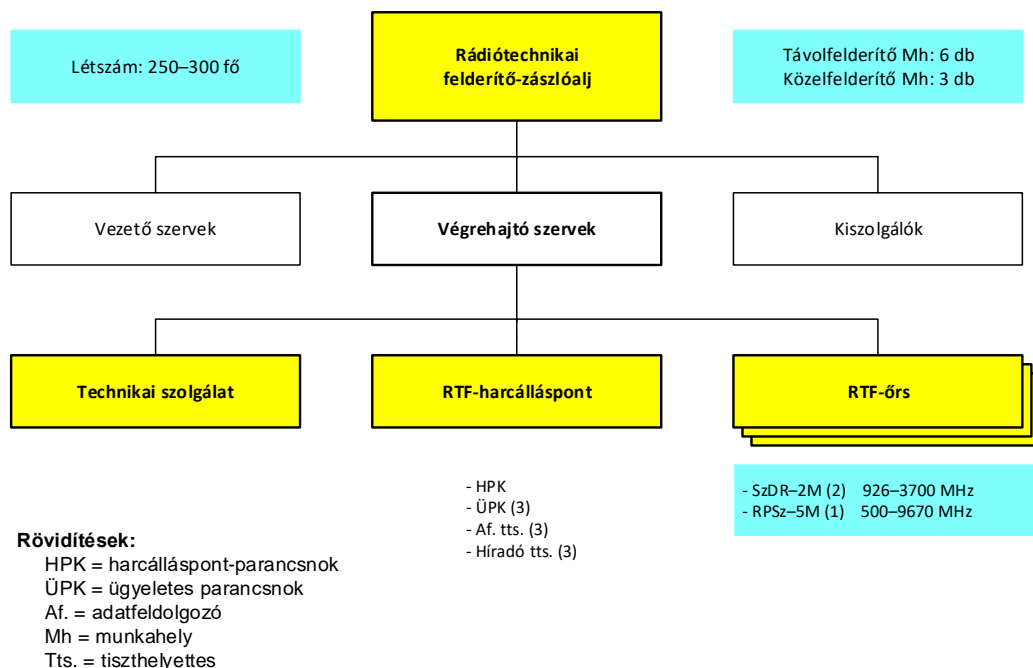 Létszám: 250–300 fő
Rádiótechnikai
felderítő-zászlóalj
Távolfelderítő Mh: 6 db
Közelfelderítő Mh: 3 db
Vezető szervek
Végrehajtó szervek
Kiszolgálók
Technikai szolgálat
RTF-harcálláspont
RTF-őrs
- HPK
- ÜPK (3)
- Af. tts. (3)
- Híradó tts. (3)
- SzDR–2M (2) 926–3700 MHz
- RPSz–5M (1) 500–9670 MHz
Rövidítések:
HPK = harcálláspont-parancsnok
ÜPK = ügyeletes parancsnok
Af. = adatfeldolgozó
Mh = munkahely
Tts. = tiszthelyettes